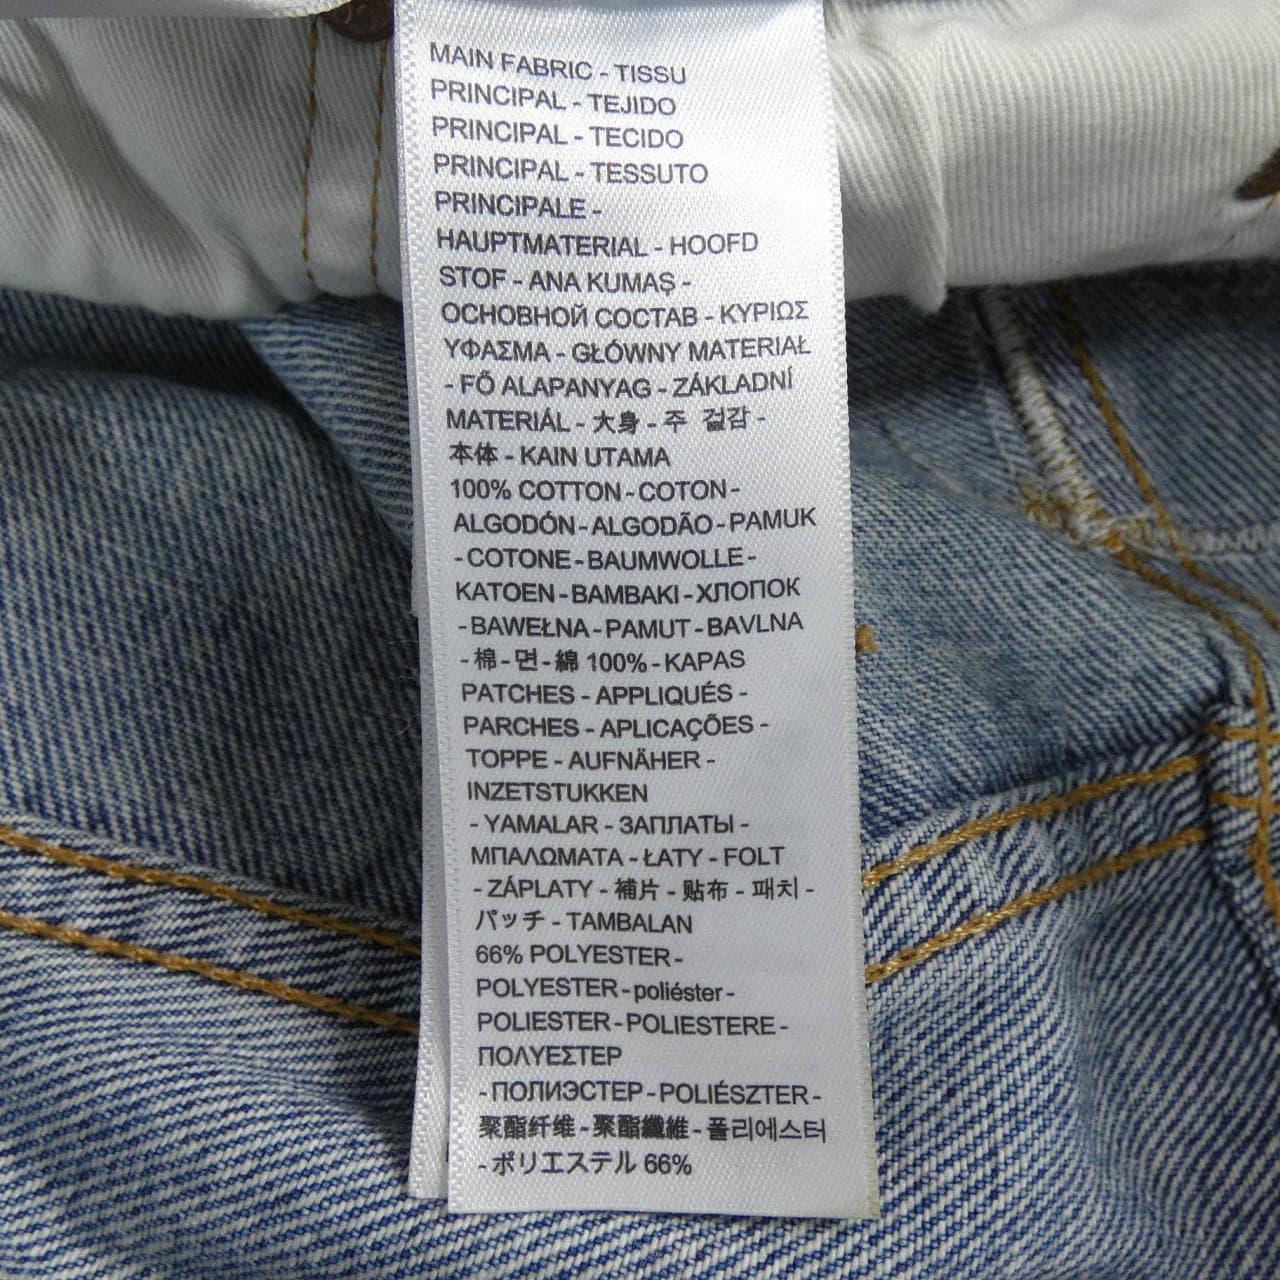 MAIN FABRIC - TISSU
PRINCIPAL - TEJIDO
PRINCIPAL - TECIDO
PRINCIPAL - TESSUTO
PRINCIPALE -
HAUPTMATERIAL - HOOFD
STOF - ANA KUMAŞ -
ОСНОВНОЙ СОСТАВ - ΚΥΡΙΩΣ
ΥΦΑΣΜΑ - GŁÓWNY MATERIAŁ
- FŐ ALAPANYAG - ZÁKLADNÍ
MATERIÁL - 大身 - 주 겉감 -
本体 - KAIN UTAMA
100% COTTON - COTON -
ALGODÓN - ALGODÃO - PAMUK
- COTONE - BAUMWOLLE -
KATOEN - BAMBAKI - ХЛОПОК
- BAWEŁNA - PAMUT - BAVLNA
- 棉 - 면 - 綿 100% - KAPAS
PATCHES - APPLIQUÉS -
PARCHES - APLICAÇÕES -
TOPPE - AUFNÄHER -
INZETSTUKKEN
- YAMALAR - ЗАПЛАТЫ -
ΜΠΑΛΩΜΑΤΑ - ŁATY - FOLT
- ZÁPLATY - 補片 - 贴布 - 패치 -
パッチ - TAMBALAN
66% POLYESTER -
POLYESTER - poliéster -
POLIESTER - POLIESTERE -
ΠΟΛΥΕΣΤΕΡ
- ПОЛИЭСТЕР - POLIÉSZTER -
聚酯纤维 - 聚酯纖維 - 폴리에스터
- ポリエステル 66%